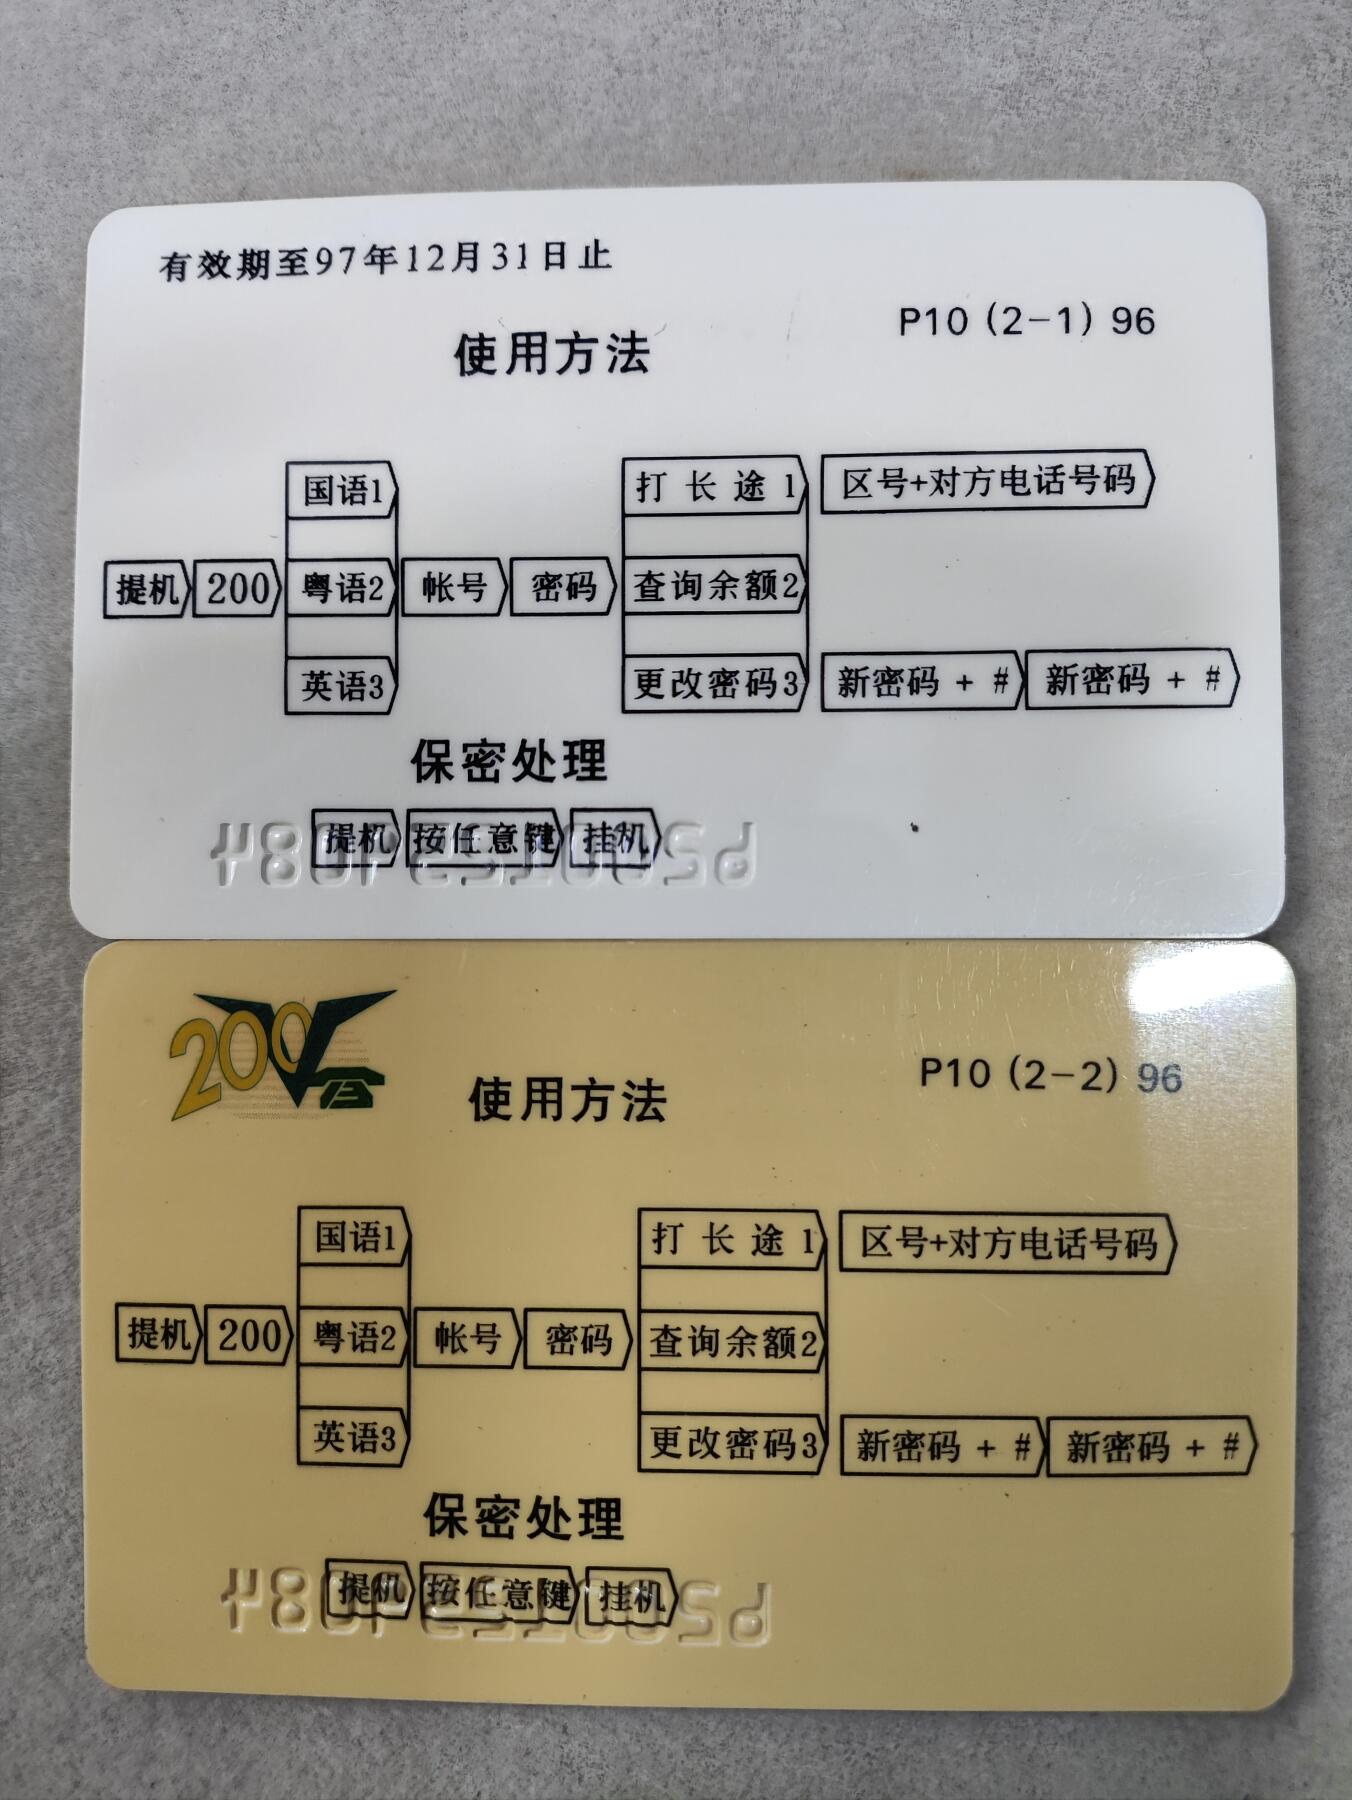 有效期至97年12月31日止
P10 (2-1) 96
使用方法
国语1 打长途1 区号+对方电话号码
提机 200 粤语2 帐号 密码 查询余额2
英语3 更改密码3 新密码 + # 新密码 + #
保密处理
提机 按任意键 挂机
200
P10 (2-2) 96
使用方法
国语1 打长途1 区号+对方电话号码
提机 200 粤语2 帐号 密码 查询余额2
英语3 更改密码3 新密码 + # 新密码 + #
保密处理
提机 按任意键 挂机